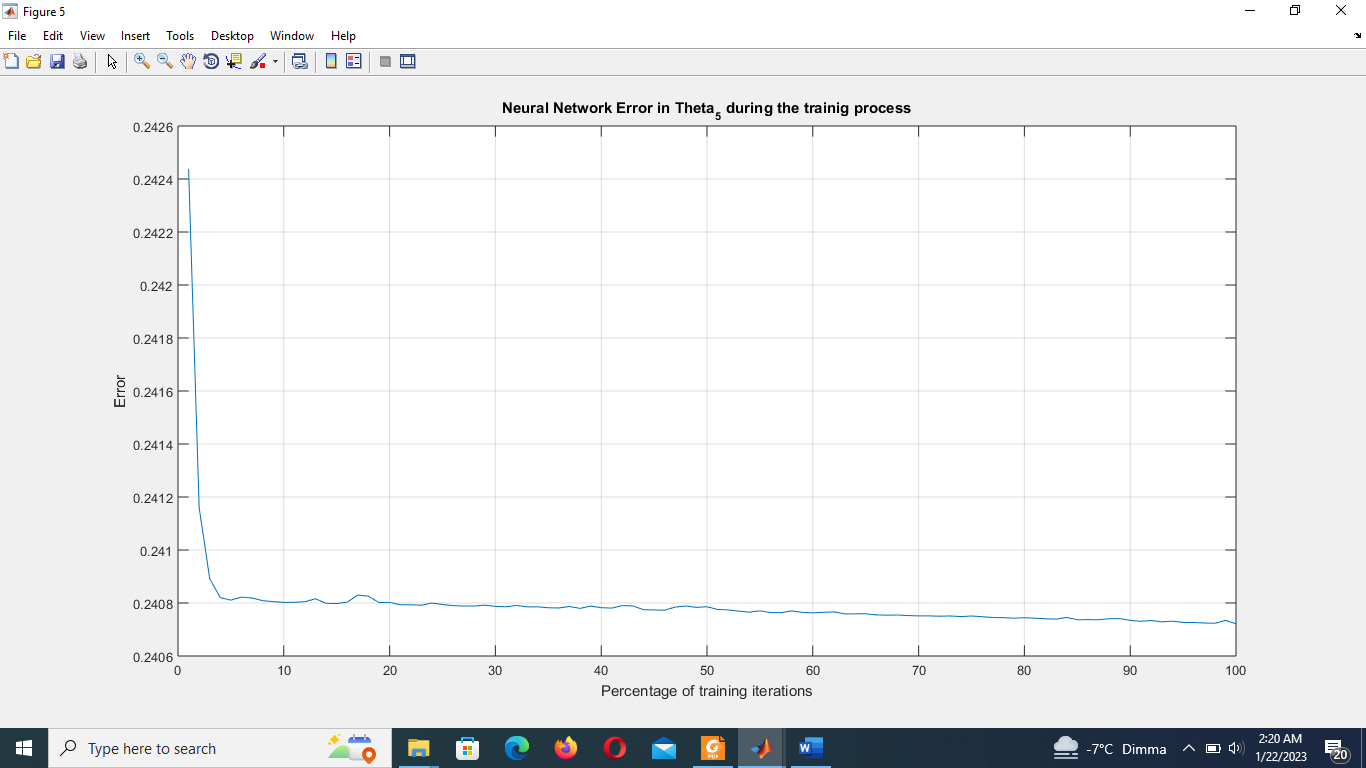 Figure 5
File Edit View Insert Tools Desktop Window Help
Neural Network Error in Theta5 during the trainig process
0.2426
0.2424
0.2422
0.242
0.2418
0.2416
0.2414
0.2412
0.241
0.2408
0.2406
Error
0 10 20 30 40 50 60 70 80 90 100
Percentage of training iterations
Type here to search
G
PDF
W
-7°C Dimma
2:20 AM
1/22/2023
20